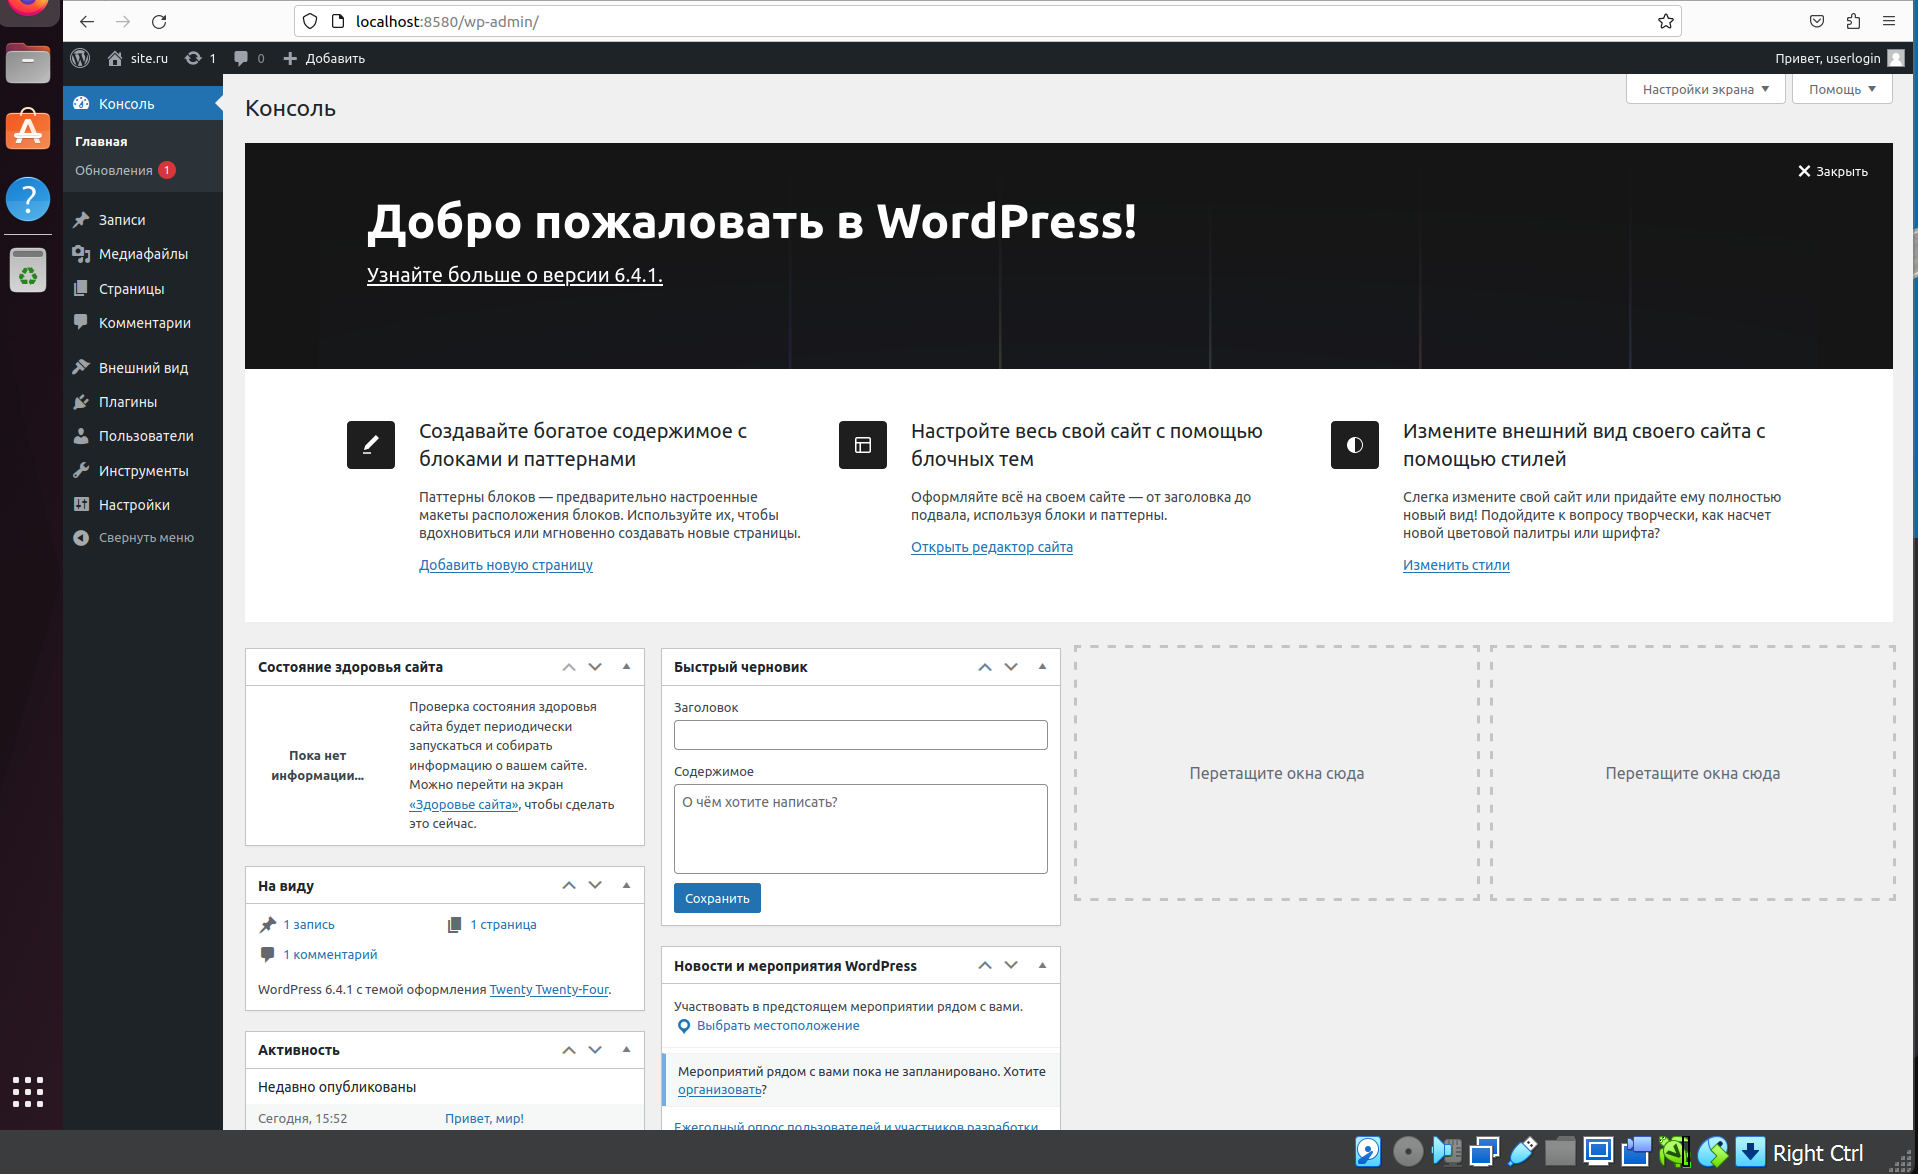 localhost:8580/wp-admin/
site.ru 1 0 Добавить Привет, userlogin
Консоль
Главная
Обновления 1
Записи
Медиафайлы
Страницы
Комментарии
Внешний вид
Плагины
Пользователи
Инструменты
Настройки
Свернуть меню
Настройки экрана Помощь
Консоль
Закрыть
Добро пожаловать в WordPress!
Узнайте больше о версии 6.4.1.
Создавайте богатое содержимое с
блоками и паттернами
Паттерны блоков — предварительно настроенные
макеты расположения блоков. Используйте их, чтобы
вдохновиться или мгновенно создавать новые страницы.
Добавить новую страницу
Настройте весь свой сайт с помощью
блочных тем
Оформляйте всё на своем сайте — от заголовка до
подвала, используя блоки и паттерны.
Открыть редактор сайта
Измените внешний вид своего сайта с
помощью стилей
Слегка измените свой сайт или придайте ему полностью
новый вид! Подойдите к вопросу творчески, как насчет
новой цветовой палитры или шрифта?
Изменить стили
Состояние здоровья сайта
Пока нет
информации...
Проверка состояния здоровья
сайта будет периодически
запускаться и собирать
информацию о вашем сайте.
Можно перейти на экран
«Здоровье сайта», чтобы сделать
это сейчас.
На виду
1 запись 1 страница
1 комментарий
WordPress 6.4.1 с темой оформления Twenty Twenty-Four.
Активность
Недавно опубликованы
Сегодня, 15:52 Привет, мир!
Быстрый черновик
Заголовок
Содержимое
О чём хотите написать?
Сохранить
Новости и мероприятия WordPress
Участвовать в предстоящем мероприятии рядом с вами.
Выбрать местоположение
Мероприятий рядом с вами пока не запланировано. Хотите
организовать?
Ежегодный опрос пользователей и участников разработки
Перетащите окна сюда
Перетащите окна сюда
Right Ctrl